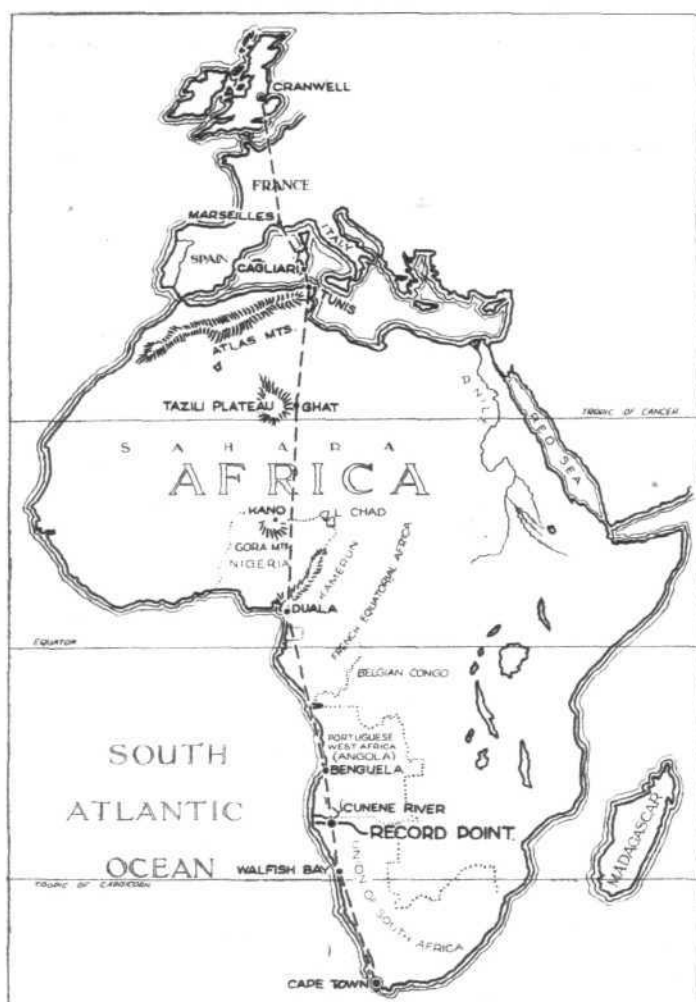 CRANWELL
FRANCE
MARSEILLES
ITALY
SPAIN
CAGLIARI
TUNIS
ATLAS MTS.
TAZILI PLATEAU
GHAT
R. NILE
TROPIC OF CANCER
RED SEA
SAHARA
AFRICA
KANO
L. CHAD
GORA MTS
NIGERIA
KAMERUN
FRENCH EQUATORIAL AFRICA
DUALA
EQUATOR
BELGIAN CONGO
PORTUGUESE
WEST AFRICA
(ANGOLA)
BENGUELA
SOUTH
ATLANTIC
OCEAN
CUNENE RIVER
RECORD POINT.
MADAGASCAR
WALFISH BAY
TROPIC OF CAPRICORN
UNION OF SOUTH AFRICA
CAPE TOWN